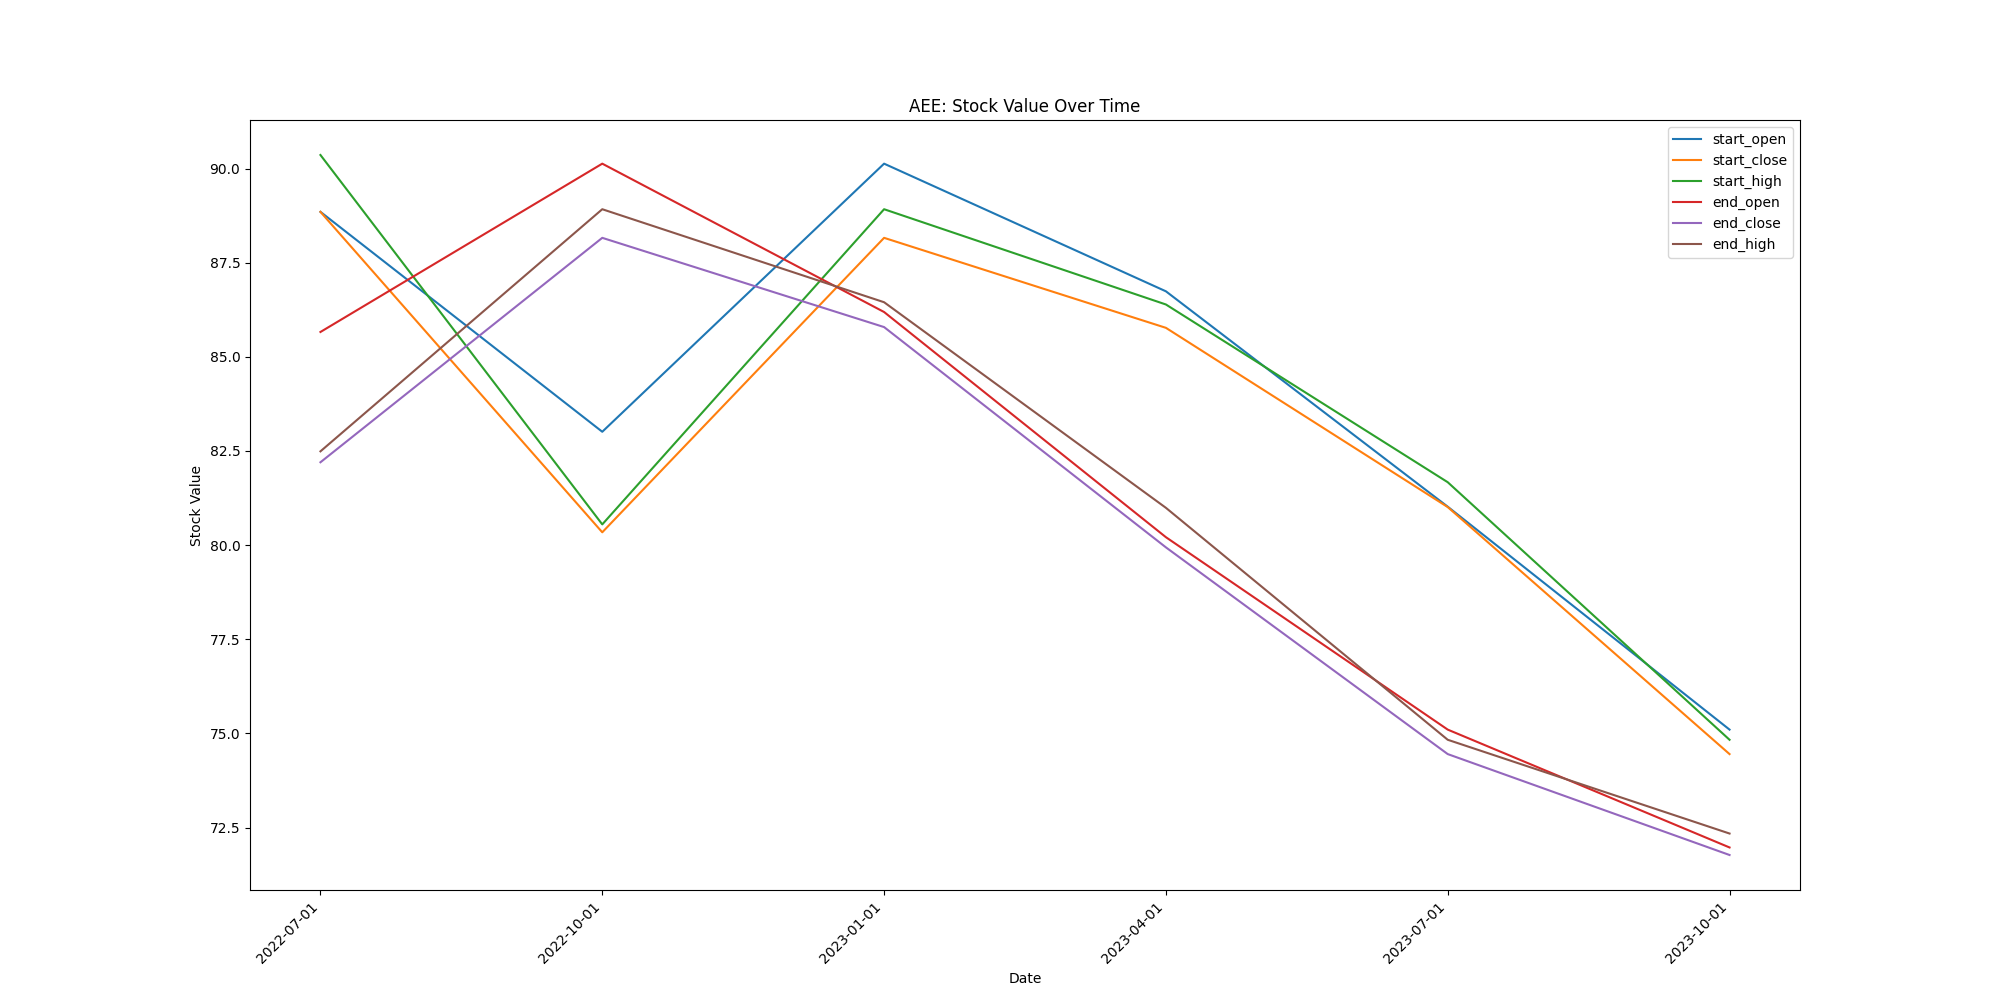 AEE: Stock Value Over Time
start_open
start_close
start_high
end_open
end_close
end_high
90.0
87.5
85.0
82.5
80.0
77.5
75.0
72.5
Stock Value
2022-07-01
2022-10-01
2023-01-01
2023-04-01
2023-07-01
2023-10-01
Date